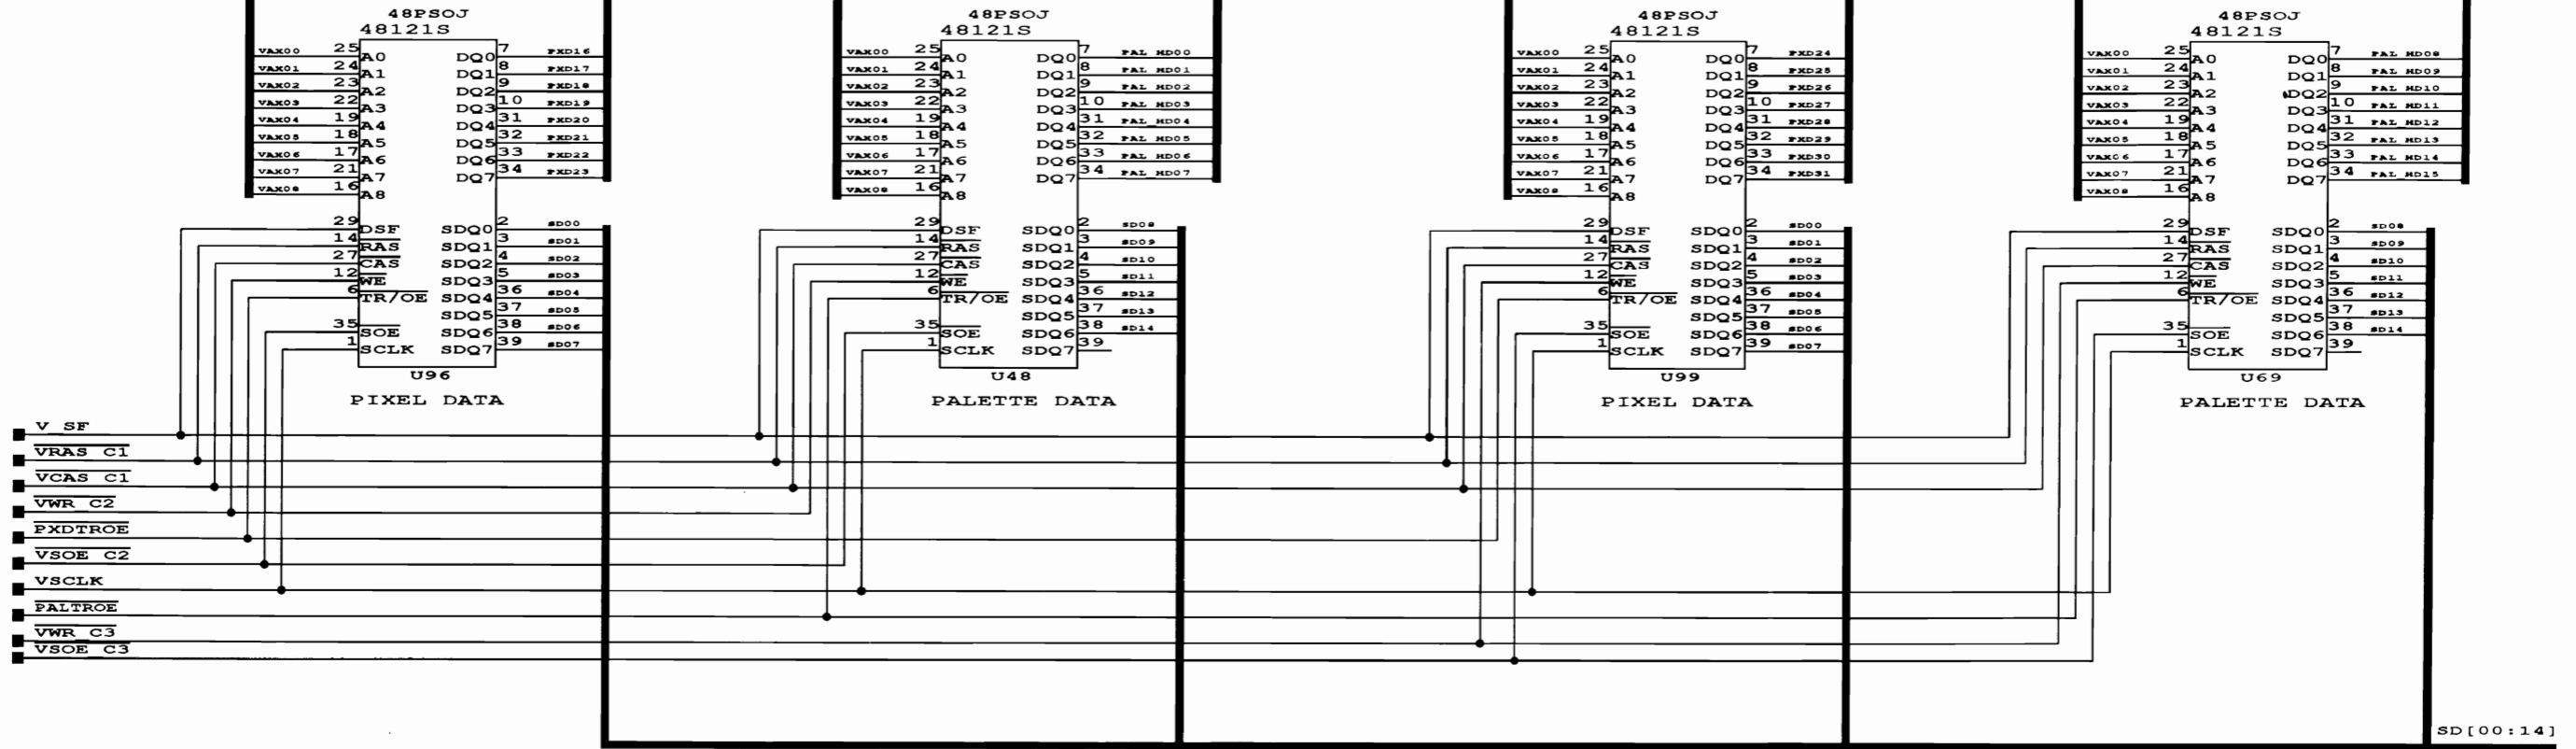 48PSOJ 48PSOJ 48PSOJ 48PSOJ
48121S 48121S 48121S 48121S
VAX00 25 A0 DQ0 7 PXD16
VAX01 24 A1 DQ1 8 PXD17
VAX02 23 A2 DQ2 9 PXD18
VAX03 22 A3 DQ3 10 PXD19
VAX04 19 A4 DQ4 31 PXD20
VAX05 18 A5 DQ5 32 PXD21
VAX06 17 A6 DQ6 33 PXD22
VAX07 21 A7 DQ7 34 PXD23
VAX08 16 A8
29 DSF SDQ0 2 SD00
14 RAS SDQ1 3 SD01
27 CAS SDQ2 4 SD02
12 WE SDQ3 5 SD03
6 TR/OE SDQ4 36 SD04
SDQ5 37 SD05
35 SOE SDQ6 38 SD06
1 SCLK SDQ7 39 SD07
U96
PIXEL DATA
VAX00 25 A0 DQ0 7 PAL MD00
VAX01 24 A1 DQ1 8 PAL MD01
VAX02 23 A2 DQ2 9 PAL MD02
VAX03 22 A3 DQ3 10 PAL MD03
VAX04 19 A4 DQ4 31 PAL MD04
VAX05 18 A5 DQ5 32 PAL MD05
VAX06 17 A6 DQ6 33 PAL MD06
VAX07 21 A7 DQ7 34 PAL MD07
VAX08 16 A8
29 DSF SDQ0 2 SD08
14 RAS SDQ1 3 SD09
27 CAS SDQ2 4 SD10
12 WE SDQ3 5 SD11
6 TR/OE SDQ4 36 SD12
SDQ5 37 SD13
35 SOE SDQ6 38 SD14
1 SCLK SDQ7 39
U48
PALETTE DATA
VAX00 25 A0 DQ0 7 PXD24
VAX01 24 A1 DQ1 8 PXD25
VAX02 23 A2 DQ2 9 PXD26
VAX03 22 A3 DQ3 10 PXD27
VAX04 19 A4 DQ4 31 PXD28
VAX05 18 A5 DQ5 32 PXD29
VAX06 17 A6 DQ6 33 PXD30
VAX07 21 A7 DQ7 34 PXD31
VAX08 16 A8
29 DSF SDQ0 2 SD00
14 RAS SDQ1 3 SD01
27 CAS SDQ2 4 SD02
12 WE SDQ3 5 SD03
6 TR/OE SDQ4 36 SD04
SDQ5 37 SD05
35 SOE SDQ6 38 SD06
1 SCLK SDQ7 39 SD07
U99
PIXEL DATA
VAX00 25 A0 DQ0 7 PAL MD08
VAX01 24 A1 DQ1 8 PAL MD09
VAX02 23 A2 DQ2 9 PAL MD10
VAX03 22 A3 DQ3 10 PAL MD11
VAX04 19 A4 DQ4 31 PAL MD12
VAX05 18 A5 DQ5 32 PAL MD13
VAX06 17 A6 DQ6 33 PAL MD14
VAX07 21 A7 DQ7 34 PAL MD15
VAX08 16 A8
29 DSF SDQ0 2 SD08
14 RAS SDQ1 3 SD09
27 CAS SDQ2 4 SD10
12 WE SDQ3 5 SD11
6 TR/OE SDQ4 36 SD12
SDQ5 37 SD13
35 SOE SDQ6 38 SD14
1 SCLK SDQ7 39
U69
PALETTE DATA
V SF
VRAS C1
VCAS C1
VWR C2
PXDTROE
VSOE C2
VSCLK
PALTROE
VWR C3
VSOE C3
SD[00:14]